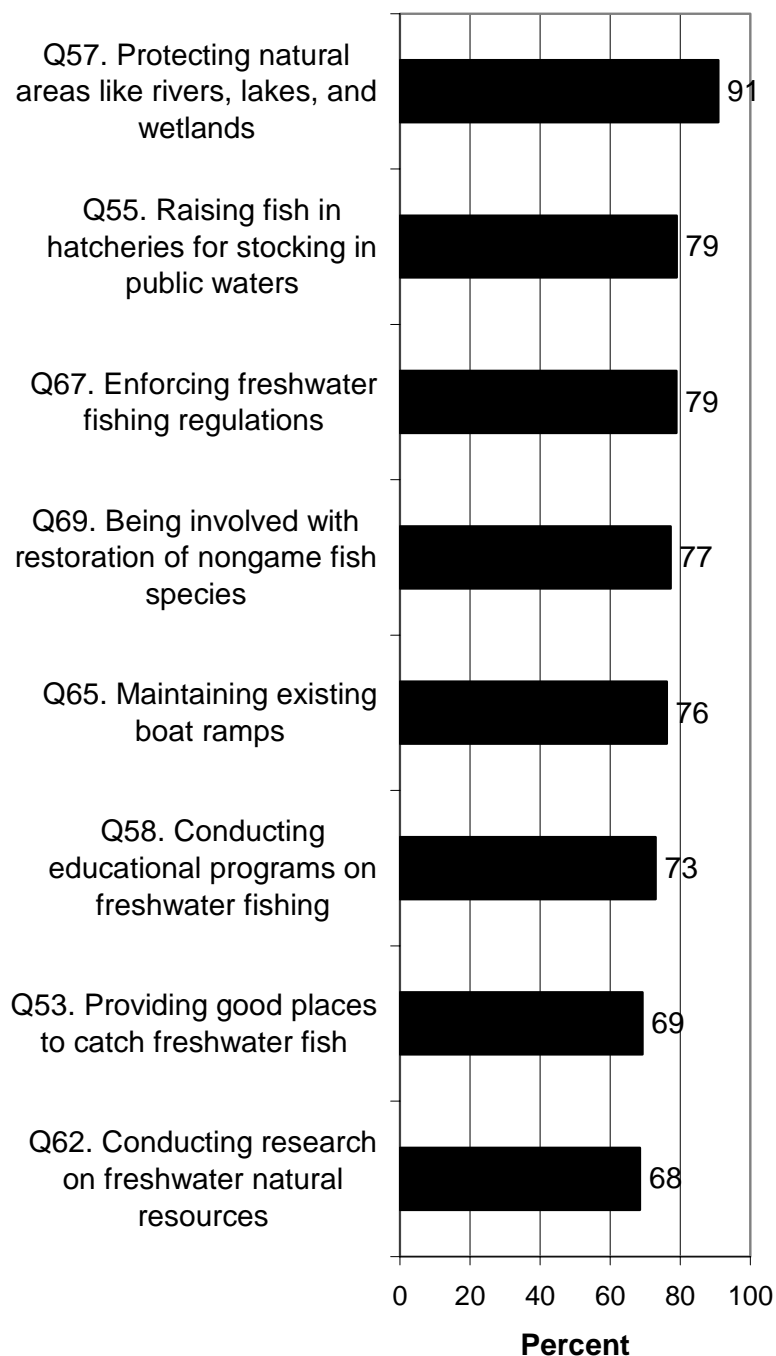 Q57. Protecting natural
areas like rivers, lakes, and
wetlands
91
Q55. Raising fish in
hatcheries for stocking in
public waters
79
Q67. Enforcing freshwater
fishing regulations
79
Q69. Being involved with
restoration of nongame fish
species
77
Q65. Maintaining existing
boat ramps
76
Q58. Conducting
educational programs on
freshwater fishing
73
Q53. Providing good places
to catch freshwater fish
69
Q62. Conducting research
on freshwater natural
resources
68
0 20 40 60 80 100
Percent